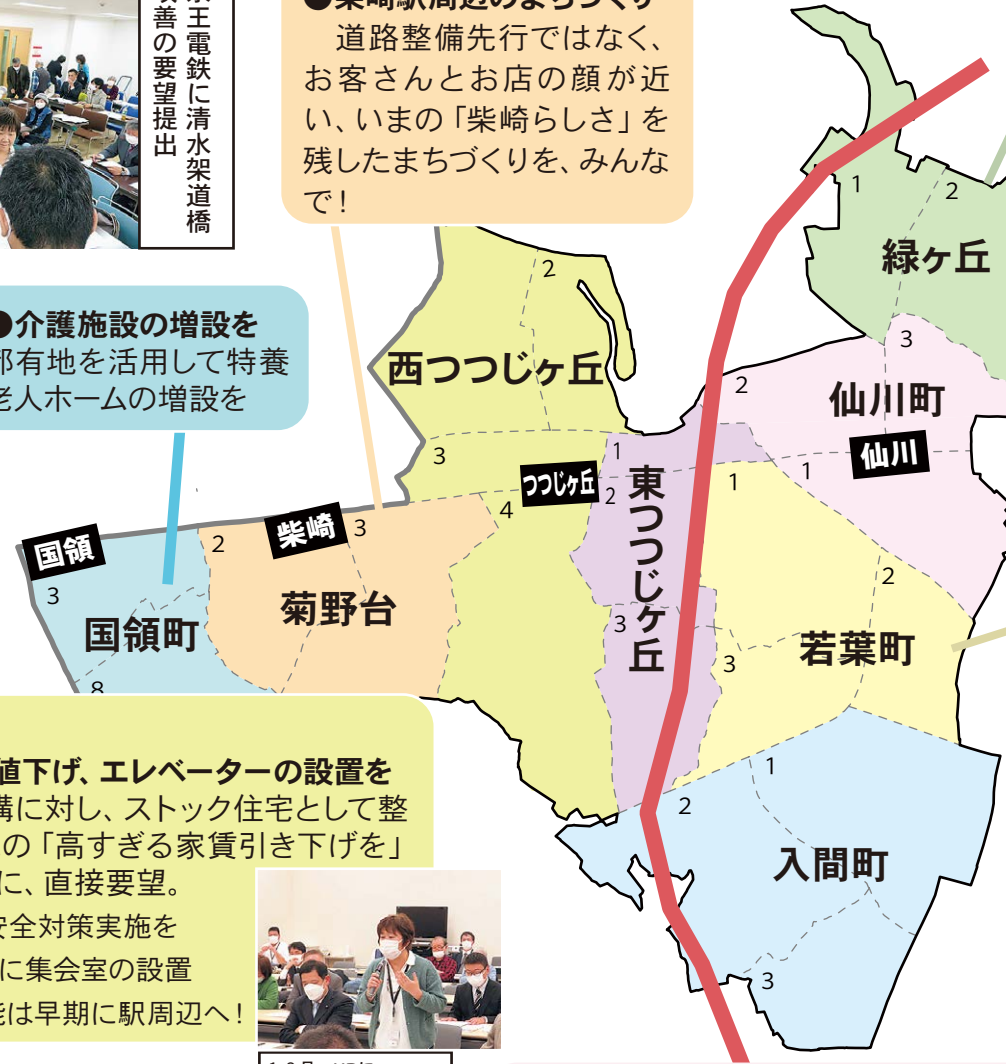 京王電鉄に清水架道橋
改善の要望提出
●柴崎駅周辺のまちづくり
道路整備先行ではなく、
お客さんとお店の顔が近
い、いまの「柴崎らしさ」を
残したまちづくりを、みんな
で！
●介護施設の増設を
都有地を活用して特養
老人ホームの増設を
緑ヶ丘
1
2
3
仙川町
2
1
仙川
西つつじヶ丘
2
3
4
つつじヶ丘
東つつじケ丘
1
2
3
若葉町
1
2
3
国領
3
国領町
8
柴崎
2
3
菊野台
入間町
1
2
3
値下げ、エレベーターの設置を
構に対し、ストック住宅として整
の「高すぎる家賃引き下げを」
に、直接要望。
安全対策実施を
に集会室の設置
能は早期に駅周辺へ！